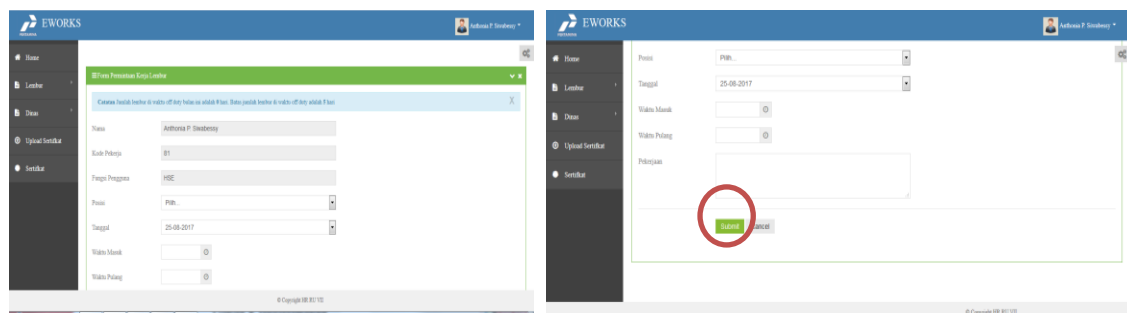 EWORKS
PERTAMINA
Anthonia P. Siwabessy
Home
Lembur
Dinas
Upload Sertifikat
Sertifikat
Form Permintaan Kerja Lembur
Catatan Jumlah lembur di waktu off duty bulan ini adalah 0 hari. Batas jumlah lembur di waktu off duty adalah 8 hari
X
Nama Anthonia P. Siwabessy
Kode Pekerja 81
Fungsi Pengguna HSE
Posisi Pilih...
Tanggal 25-08-2017
Waktu Masuk
Waktu Pulang
© Copyright HR RU VII
EWORKS
PERTAMINA
Anthonia P. Siwabessy
Home
Lembur
Dinas
Upload Sertifikat
Sertifikat
Posisi Pilih...
Tanggal 25-08-2017
Waktu Masuk
Waktu Pulang
Pekerjaan
Submit Cancel
© Copyright HR RU VII